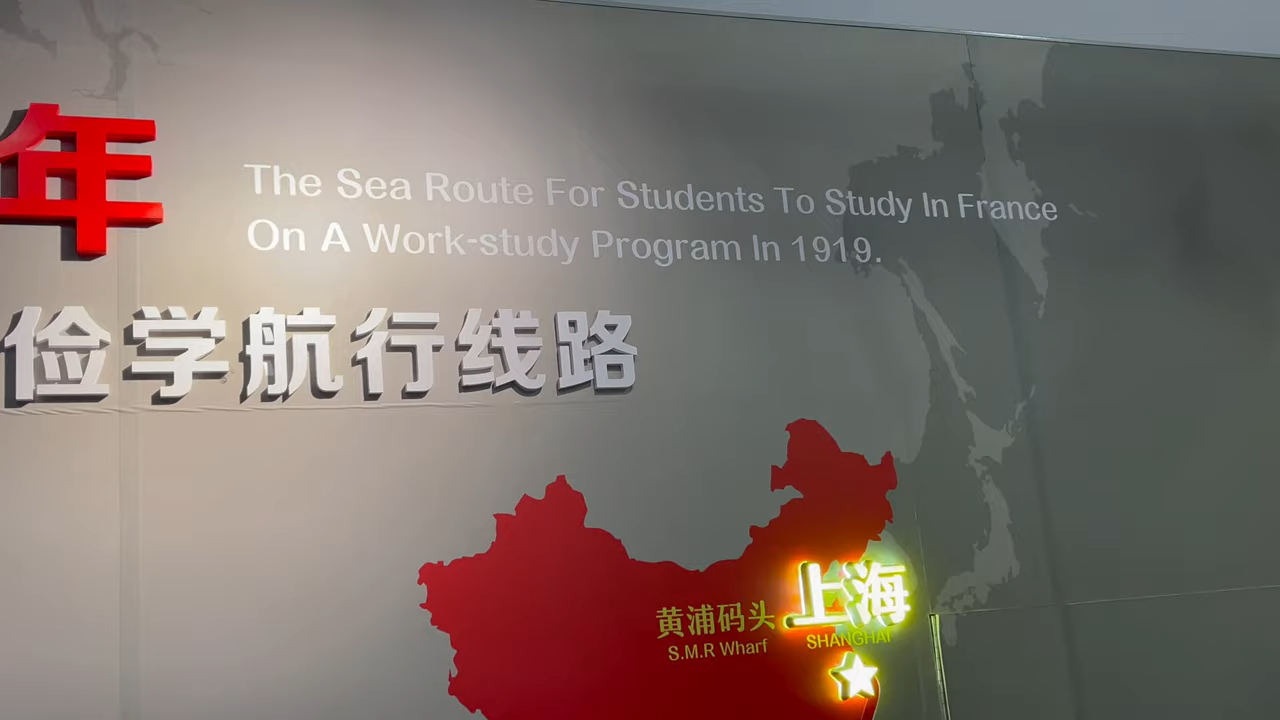 年
The Sea Route For Students To Study In France
On A Work-study Program In 1919.
俭学航行线路
黄浦码头
S.M.R Wharf
上海
SHANGHAI